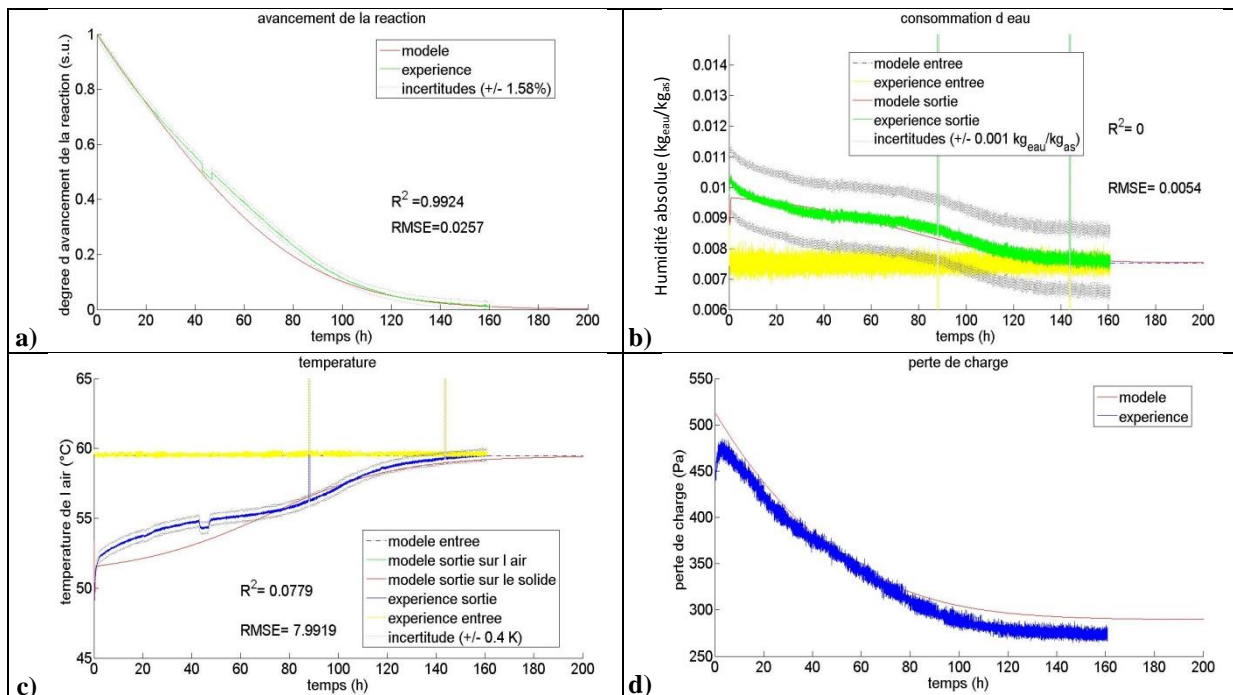 avancement de la reaction
degree d avancement de la reaction (s.u.)
1
0.8
0.6
0.4
0.2
0
modele
experience
incertitudes (+/- 1.58%)
R²=0.9924
RMSE=0.0257
0 20 40 60 80 100 120 140 160 180 200
temps (h)
a)
consommation d eau
Humidité absolue (kgeau/kgas)
0.014
0.013
0.012
0.011
0.01
0.009
0.008
0.007
0.006
modele entree
experience entree
modele sortie
experience sortie
incertitudes (+/- 0.001 kgeau/kgas)
R²= 0
RMSE= 0.0054
0 20 40 60 80 100 120 140 160 180 200
temps (h)
b)
temperature
temperature de l air (°C)
65
60
55
50
45
modele entree
modele sortie sur l air
modele sortie sur le solide
experience sortie
experience entree
incertitude (+/- 0.4 K)
R²= 0.0779
RMSE= 7.9919
0 20 40 60 80 100 120 140 160 180 200
temps (h)
c)
perte de charge
perte de charge (Pa)
550
500
450
400
350
300
250
200
modele
experience
0 20 40 60 80 100 120 140 160 180 200
temps (h)
d)